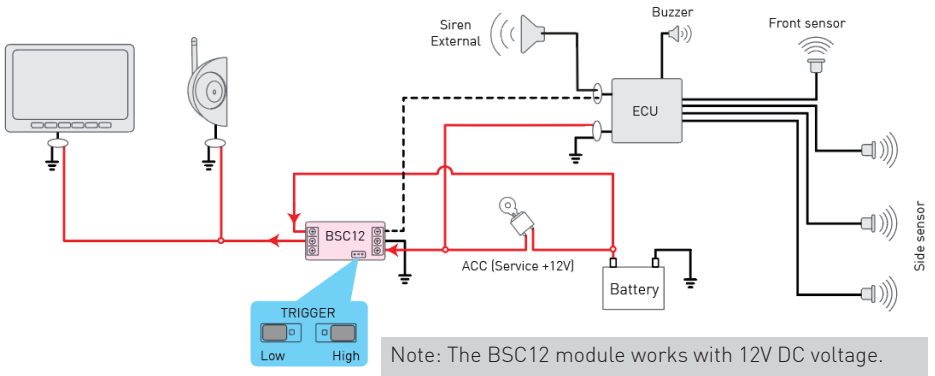 Siren
External
Buzzer
Front sensor
ECU
BSC12
ACC (Service +12V)
Battery
Side sensor
TRIGGER
Low
High
Note: The BSC12 module works with 12V DC voltage.